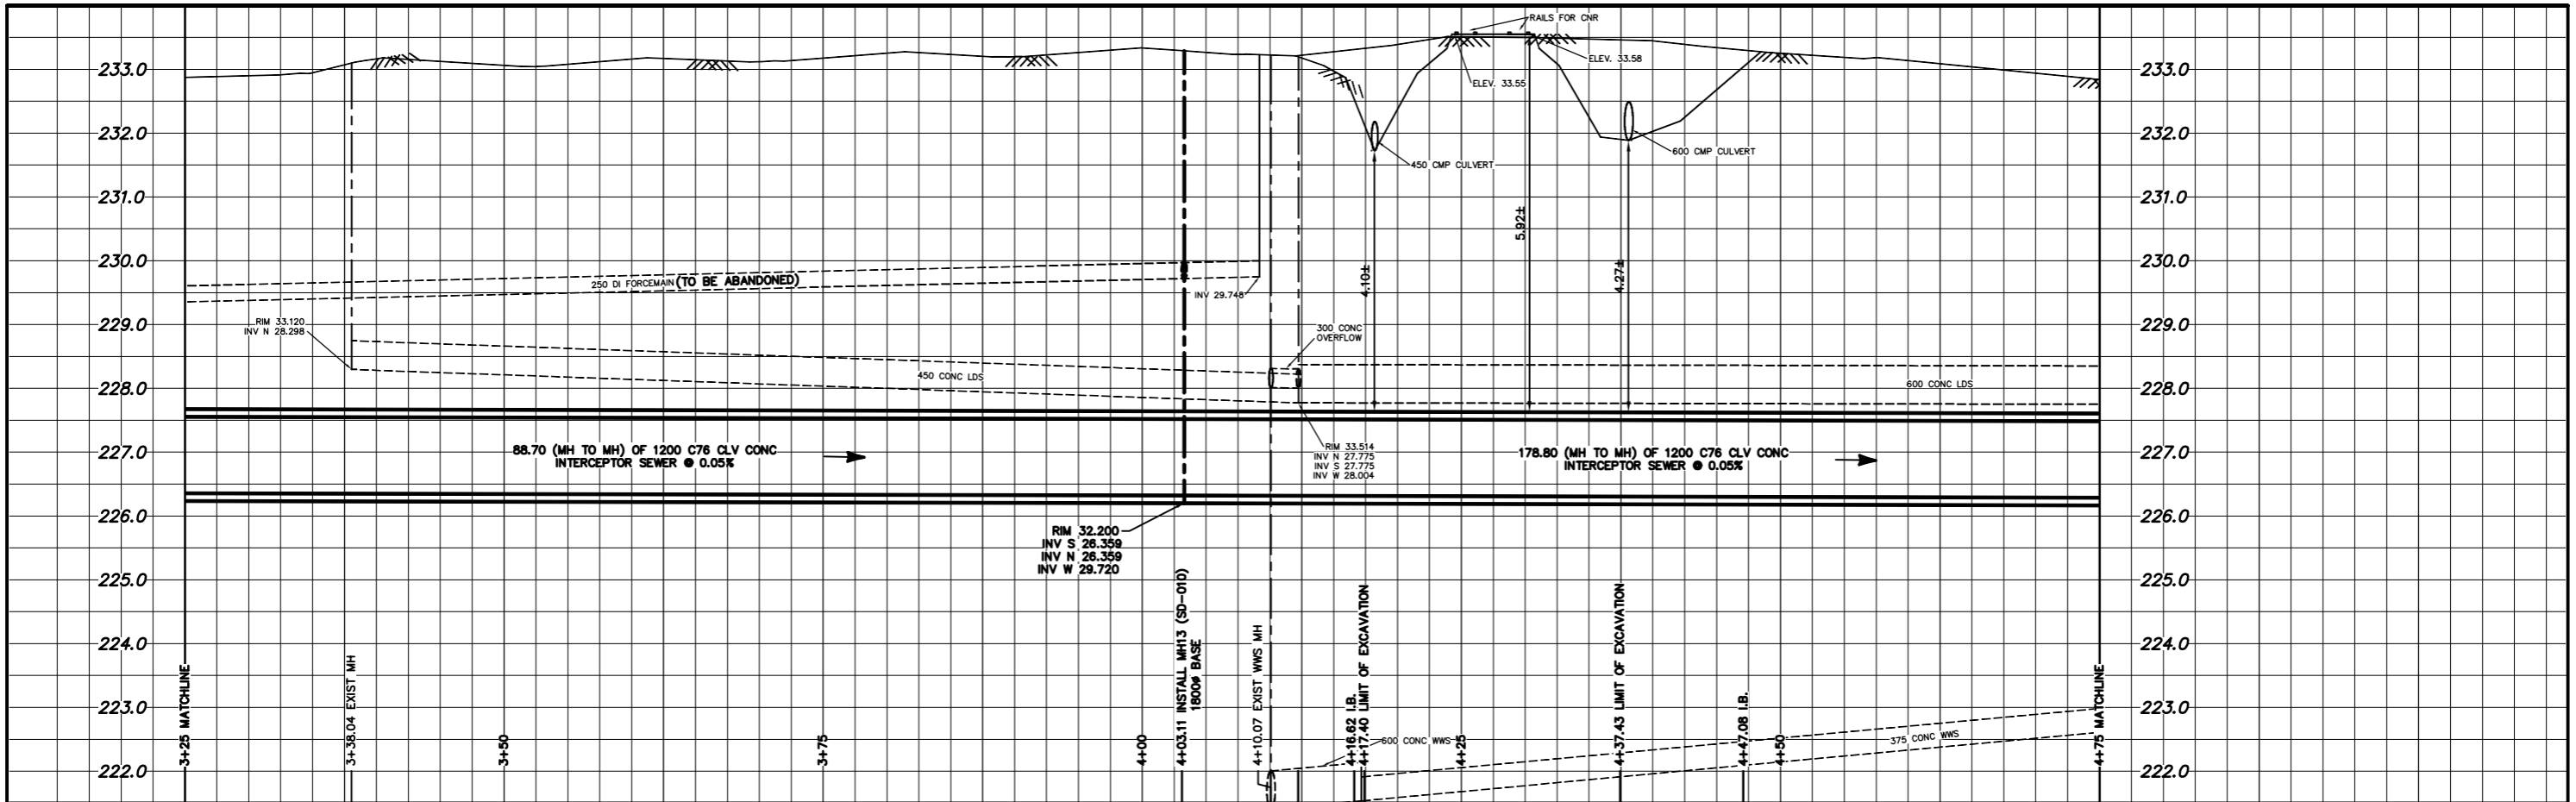 RAILS FOR CNR
ELEV. 33.58
ELEV. 33.55
233.0
233.0
232.0
232.0
450 CMP CULVERT
600 CMP CULVERT
231.0
231.0
5.92±
230.0
230.0
4.10±
4.27±
250 DI FORCEMAIN (TO BE ABANDONED)
INV 29.748
229.0
229.0
RIM 33.120
INV N 28.298
300 CONC
OVERFLOW
228.0
228.0
450 CONC LDS
600 CONC LDS
227.0
227.0
88.70 (MH TO MH) OF 1200 C76 CLV CONC
INTERCEPTOR SEWER @ 0.05%
RIM 33.514
INV N 27.775
INV S 27.775
INV W 28.004
178.80 (MH TO MH) OF 1200 C76 CLV CONC
INTERCEPTOR SEWER @ 0.05%
226.0
226.0
RIM 32.200
INV S 26.359
INV N 26.359
INV W 29.720
225.0
225.0
224.0
224.0
223.0
223.0
222.0
222.0
3+25 MATCHLINE
3+38.04 EXIST MH
3+50
3+75
4+00
4+03.11 INSTALL MH13 (SD-010)
1800ø BASE
4+10.07 EXIST WWS MH
4+16.62 I.B.
4+17.40 LIMIT OF EXCAVATION
600 CONC WWS
4+25
4+37.43 LIMIT OF EXCAVATION
4+47.08 I.B.
4+50
375 CONC WWS
4+75 MATCHLINE